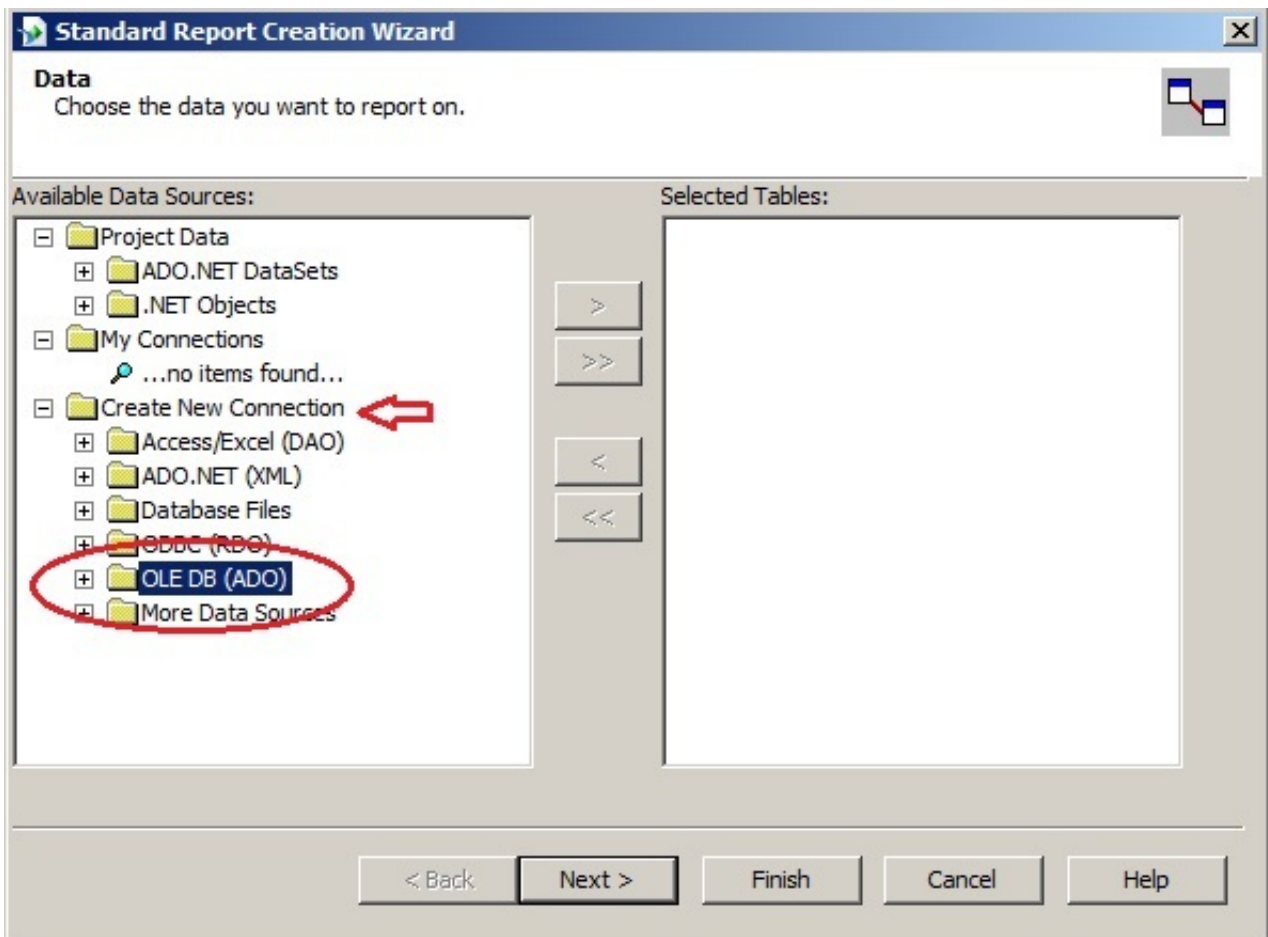 Standard Report Creation Wizard
Data
Choose the data you want to report on.
Available Data Sources:
Selected Tables:
Project Data
ADO.NET DataSets
.NET Objects
My Connections
...no items found...
Create New Connection
Access/Excel (DAO)
ADO.NET (XML)
Database Files
ODBC (RDO)
OLE DB (ADO)
More Data Sources
>
>>
<
<<
< Back
Next >
Finish
Cancel
Help